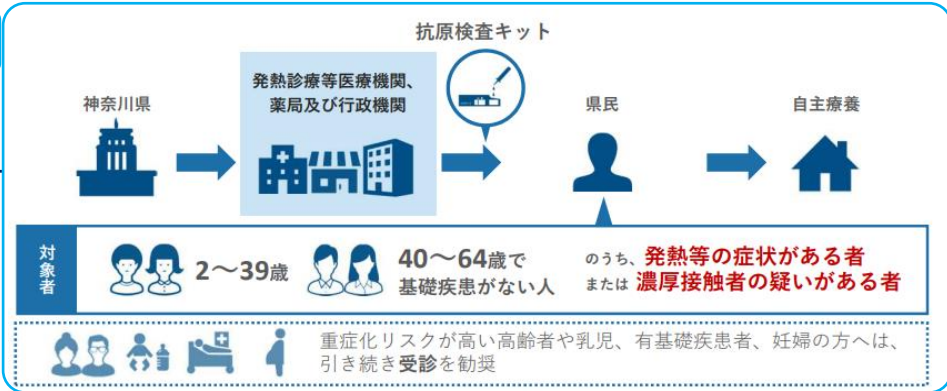 抗原検査キット
神奈川県
発熱診療等医療機関、
薬局及び行政機関
県民
自主療養
対象者
2〜39歳
40〜64歳で
基礎疾患がない人
のうち、発熱等の症状がある者
または 濃厚接触者の疑いがある者
重症化リスクが高い高齢者や乳児、有基礎疾患者、妊婦の方へは、
引き続き受診を勧奨